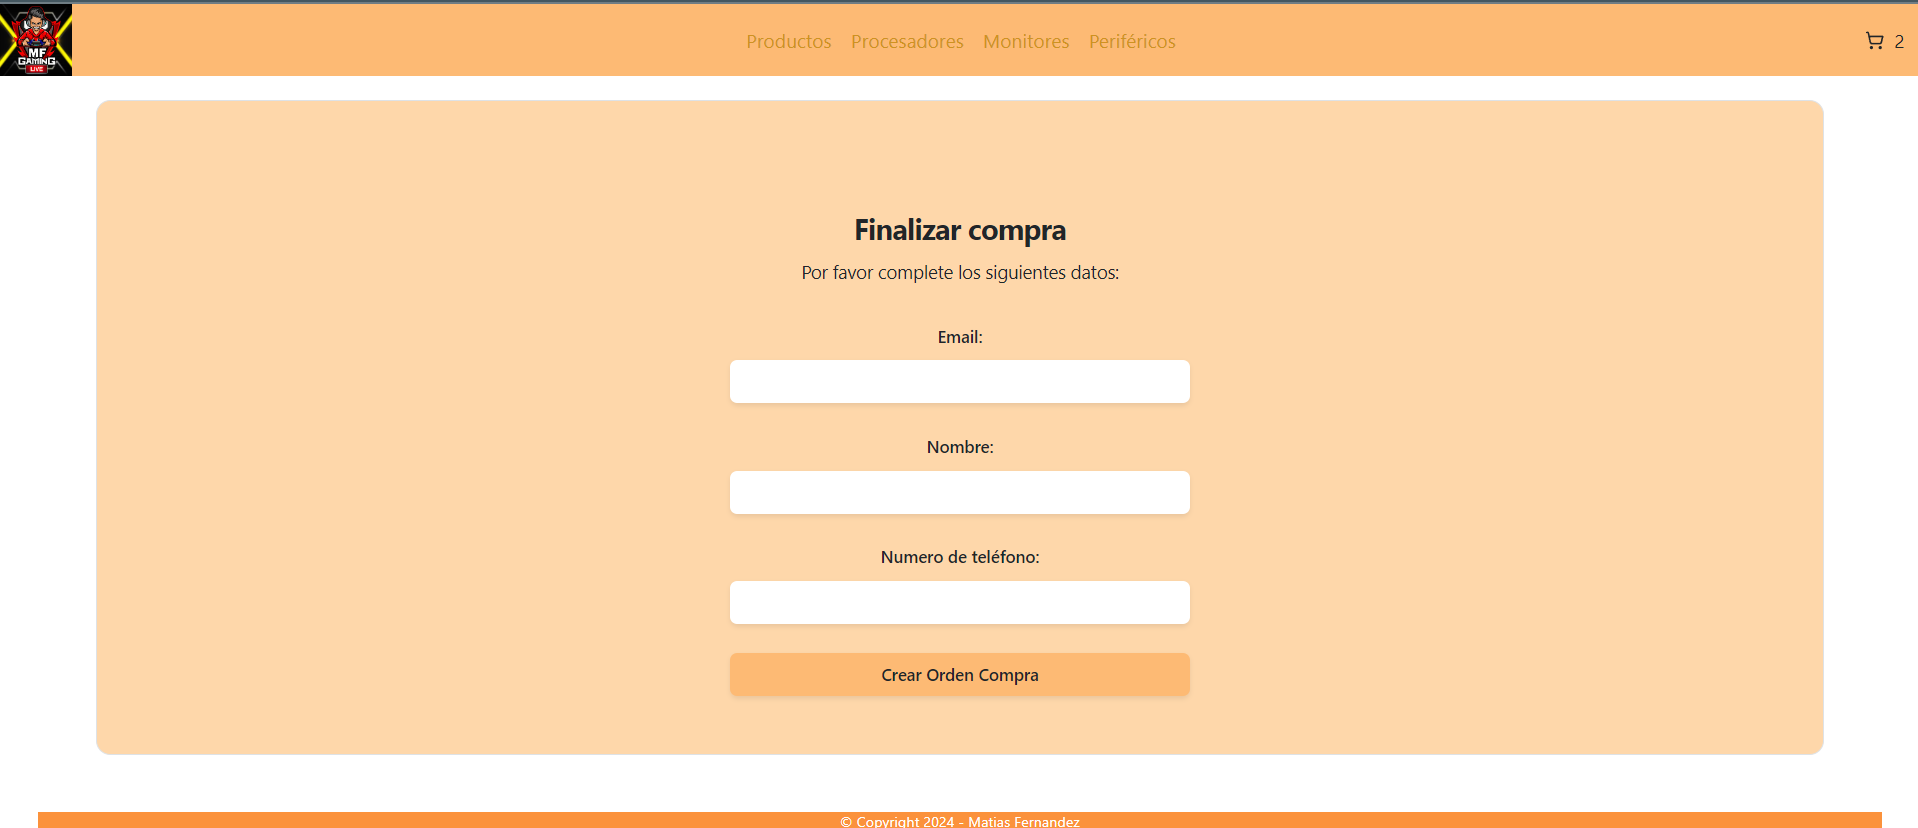 MF
GAMING
LIVE
Productos Procesadores Monitores Periféricos
2
Finalizar compra
Por favor complete los siguientes datos:
Email:
Nombre:
Numero de teléfono:
Crear Orden Compra
© Copyright 2024 - Matias Fernandez